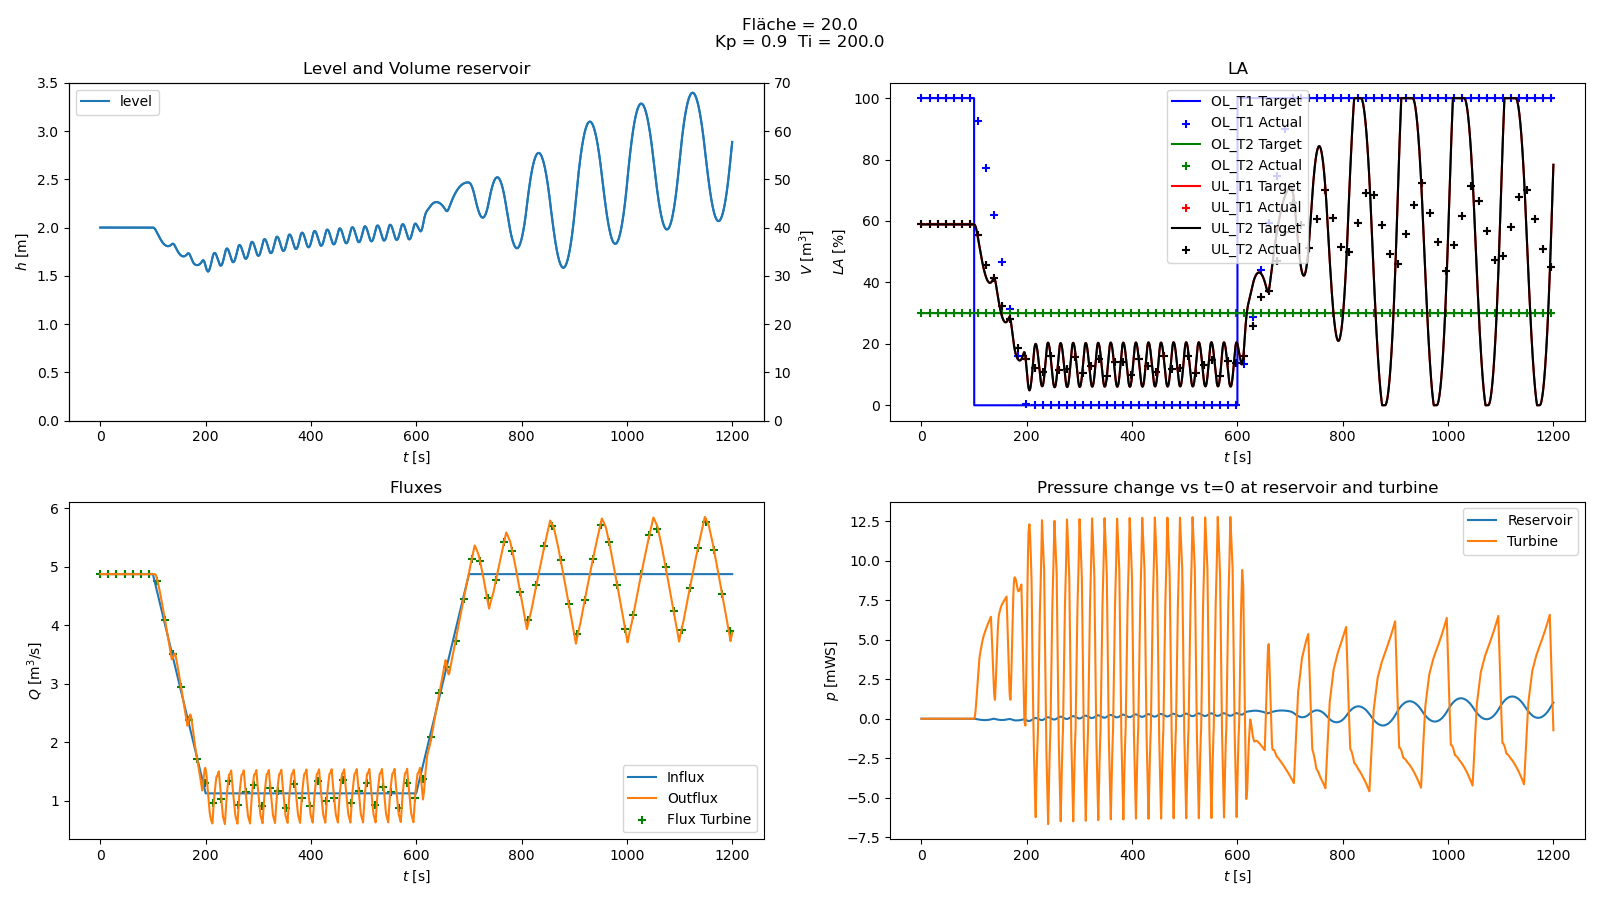 Fläche = 20.0
Kp = 0.9  Ti = 200.0
Level and Volume reservoir
level
3.5
3.0
2.5
2.0
1.5
1.0
0.5
0.0
h [m]
70
60
50
40
30
20
10
0
V [m³]
0 200 400 600 800 1000 1200
t [s]
LA
OL_T1 Target
OL_T1 Actual
OL_T2 Target
OL_T2 Actual
UL_T1 Target
UL_T1 Actual
UL_T2 Target
UL_T2 Actual
100
80
60
40
20
0
LA [%]
0 200 400 600 800 1000 1200
t [s]
Fluxes
6
5
4
3
2
1
Q [m³/s]
Influx
Outflux
Flux Turbine
0 200 400 600 800 1000 1200
t [s]
Pressure change vs t=0 at reservoir and turbine
Reservoir
Turbine
12.5
10.0
7.5
5.0
2.5
0.0
−2.5
−5.0
−7.5
p [mWS]
0 200 400 600 800 1000 1200
t [s]